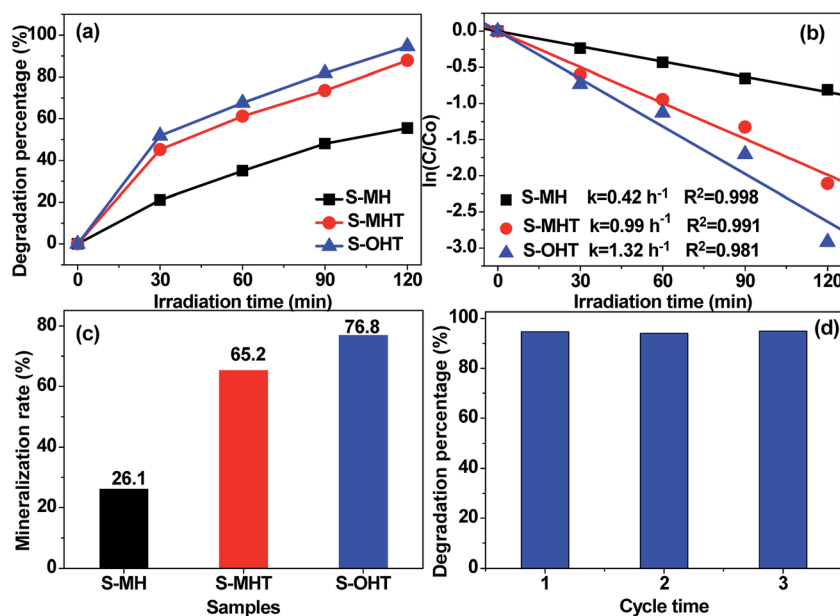 (a)
Degradation percentage (%)
100
80
60
40
20
0
S-MH
S-MHT
S-OHT
0 30 60 90 120
Irradiation time (min)
(b)
ln(C/Co)
0.0
-0.5
-1.0
-1.5
-2.0
-2.5
-3.0
S-MH k=0.42 h⁻¹ R²=0.998
S-MHT k=0.99 h⁻¹ R²=0.991
S-OHT k=1.32 h⁻¹ R²=0.981
0 30 60 90 120
Irradiation time (min)
(c)
Mineralization rate (%)
80
60
40
20
0
26.1
65.2
76.8
S-MH S-MHT S-OHT
Samples
(d)
Degradation percentage (%)
100
80
60
40
20
0
1 2 3
Cycle time